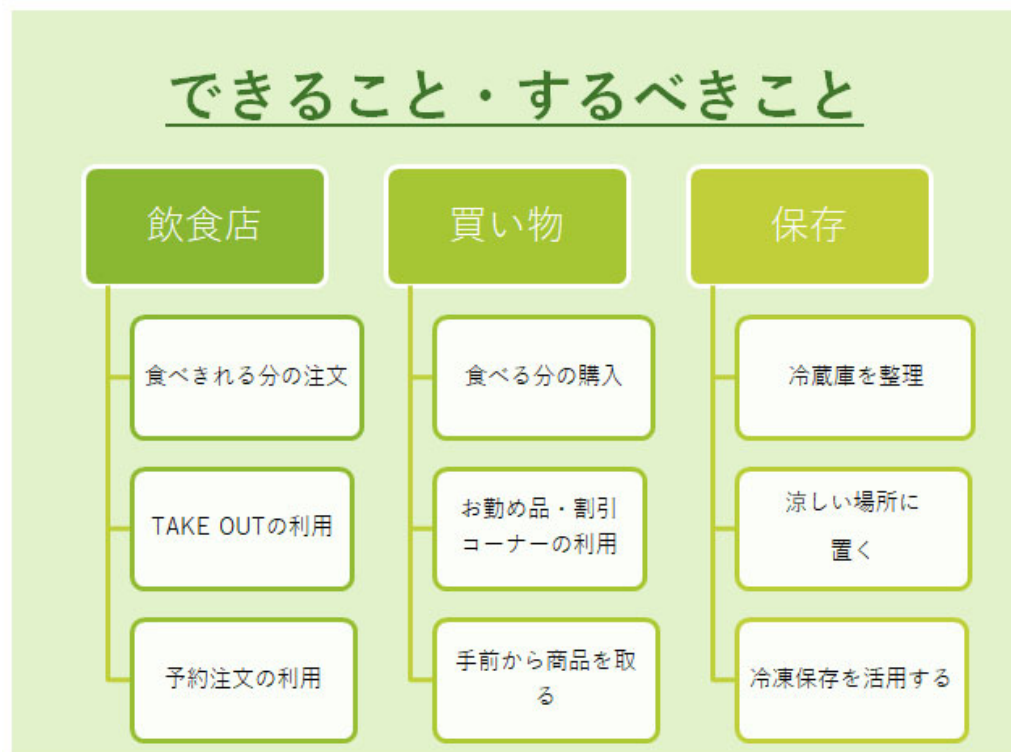 できること・するべきこと
飲食店
食べきれる分の注文
TAKE OUTの利用
予約注文の利用
買い物
食べる分の購入
お勤め品・割引
コーナーの利用
手前から商品を取
る
保存
冷蔵庫を整理
涼しい場所に
置く
冷凍保存を活用する